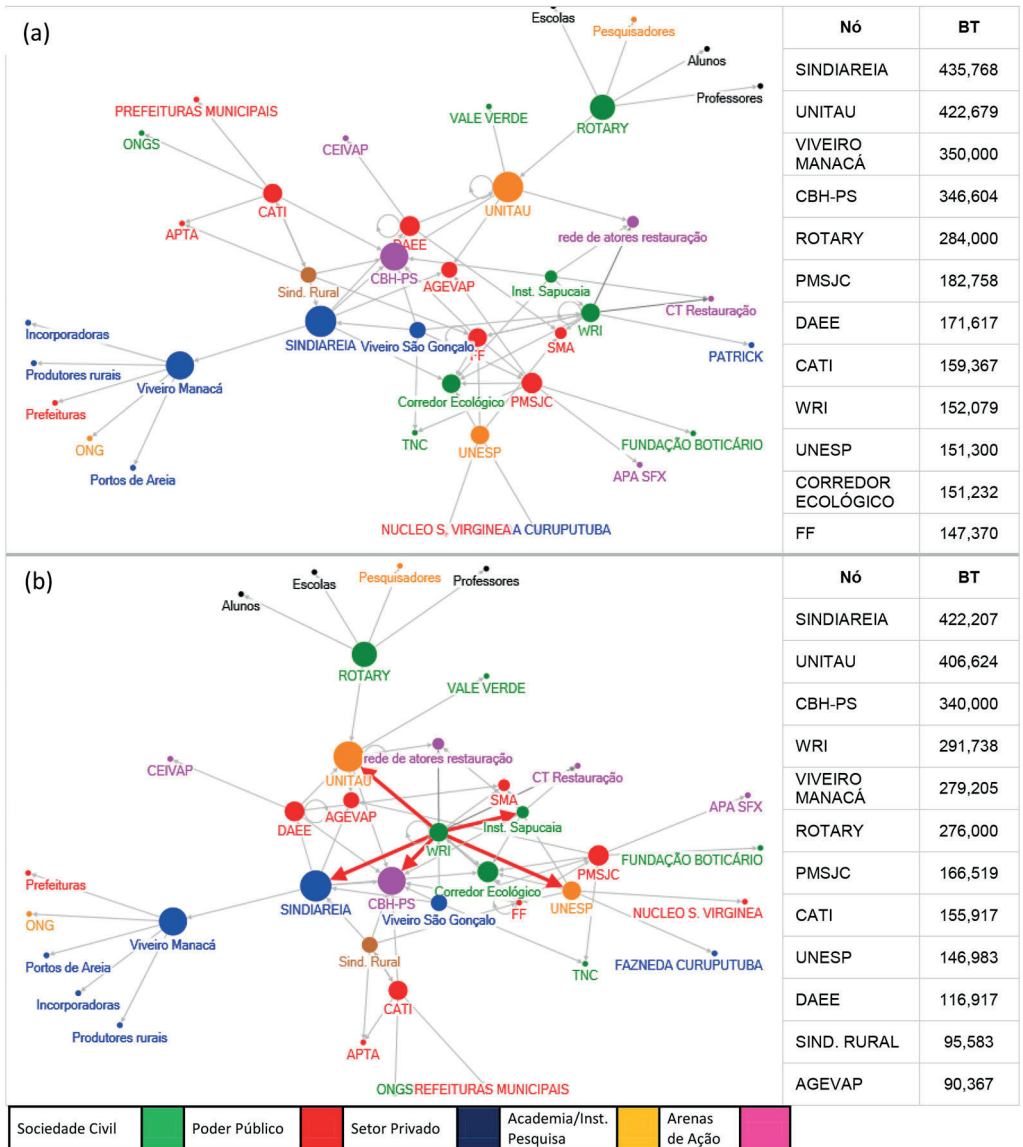 (a)
Escolas
Pesquisadores
Alunos
Professores
ROTARY
PREFEITURAS MUNICIPAIS
VALE VERDE
ONGS
CEIVAP
UNITAU
CATI
APTA
DAEE
rede de atores restauração
CBH-PS
Sind. Rural
AGEVAP
Inst. Sapucaia
CT Restauração
Incorporadoras
SINDIAREIA
Viveiro São Gonçalo
FF
SMA
WRI
PATRICK
Produtores rurais
Viveiro Manacá
Prefeituras
Corredor Ecológico
PMSJC
ONG
TNC
UNESP
FUNDAÇÃO BOTICÁRIO
Portos de Areia
APA SFX
NUCLEO S. VIRGINEA
A CURUPUTUBA
Nó BT
SINDIAREIA 435,768
UNITAU 422,679
VIVEIRO
MANACÁ 350,000
CBH-PS 346,604
ROTARY 284,000
PMSJC 182,758
DAEE 171,617
CATI 159,367
WRI 152,079
UNESP 151,300
CORREDOR
ECOLÓGICO 151,232
FF 147,370
(b)
Pesquisadores
Escolas
Professores
Alunos
ROTARY
VALE VERDE
rede de atores restauração
CEIVAP
UNITAU
CT Restauração
SMA
AGEVAP
APA SFX
DAEE
Inst. Sapucaia
WRI
FUNDAÇÃO BOTICÁRIO
PMSJC
Prefeituras
Corredor Ecológico
SINDIAREIA
CBH-PS
UNESP
Viveiro São Gonçalo
FF
NUCLEO S. VIRGINEA
ONG
Viveiro Manacá
Sind. Rural
Portos de Areia
TNC
FAZNEDA CURUPUTUBA
Incorporadoras
CATI
Produtores rurais
APTA
ONGS
REFEITURAS MUNICIPAIS
Nó BT
SINDIAREIA 422,207
UNITAU 406,624
CBH-PS 340,000
WRI 291,738
VIVEIRO
MANACÁ 279,205
ROTARY 276,000
PMSJC 166,519
CATI 155,917
UNESP 146,983
DAEE 116,917
SIND. RURAL 95,583
AGEVAP 90,367
Sociedade Civil
Poder Público
Setor Privado
Academia/Inst.
Pesquisa
Arenas
de Ação